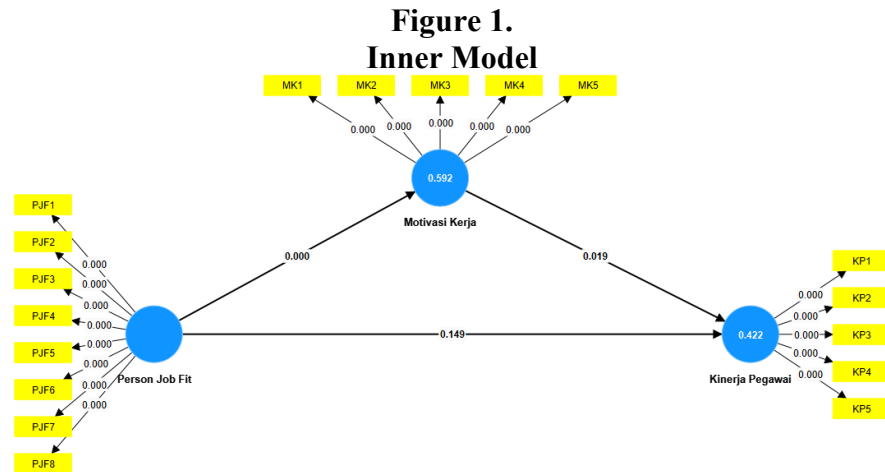 Figure 1.
Inner Model
MK1
MK2
MK3
MK4
MK5
0.000
0.000
0.000
0.000
0.000
0.592
Motivasi Kerja
PJF1
PJF2
PJF3
PJF4
PJF5
PJF6
PJF7
PJF8
0.000
0.000
0.000
0.000
0.000
0.000
0.000
0.000
Person Job Fit
0.000
0.019
0.149
0.422
Kinerja Pegawai
0.000
0.000
0.000
0.000
0.000
KP1
KP2
KP3
KP4
KP5